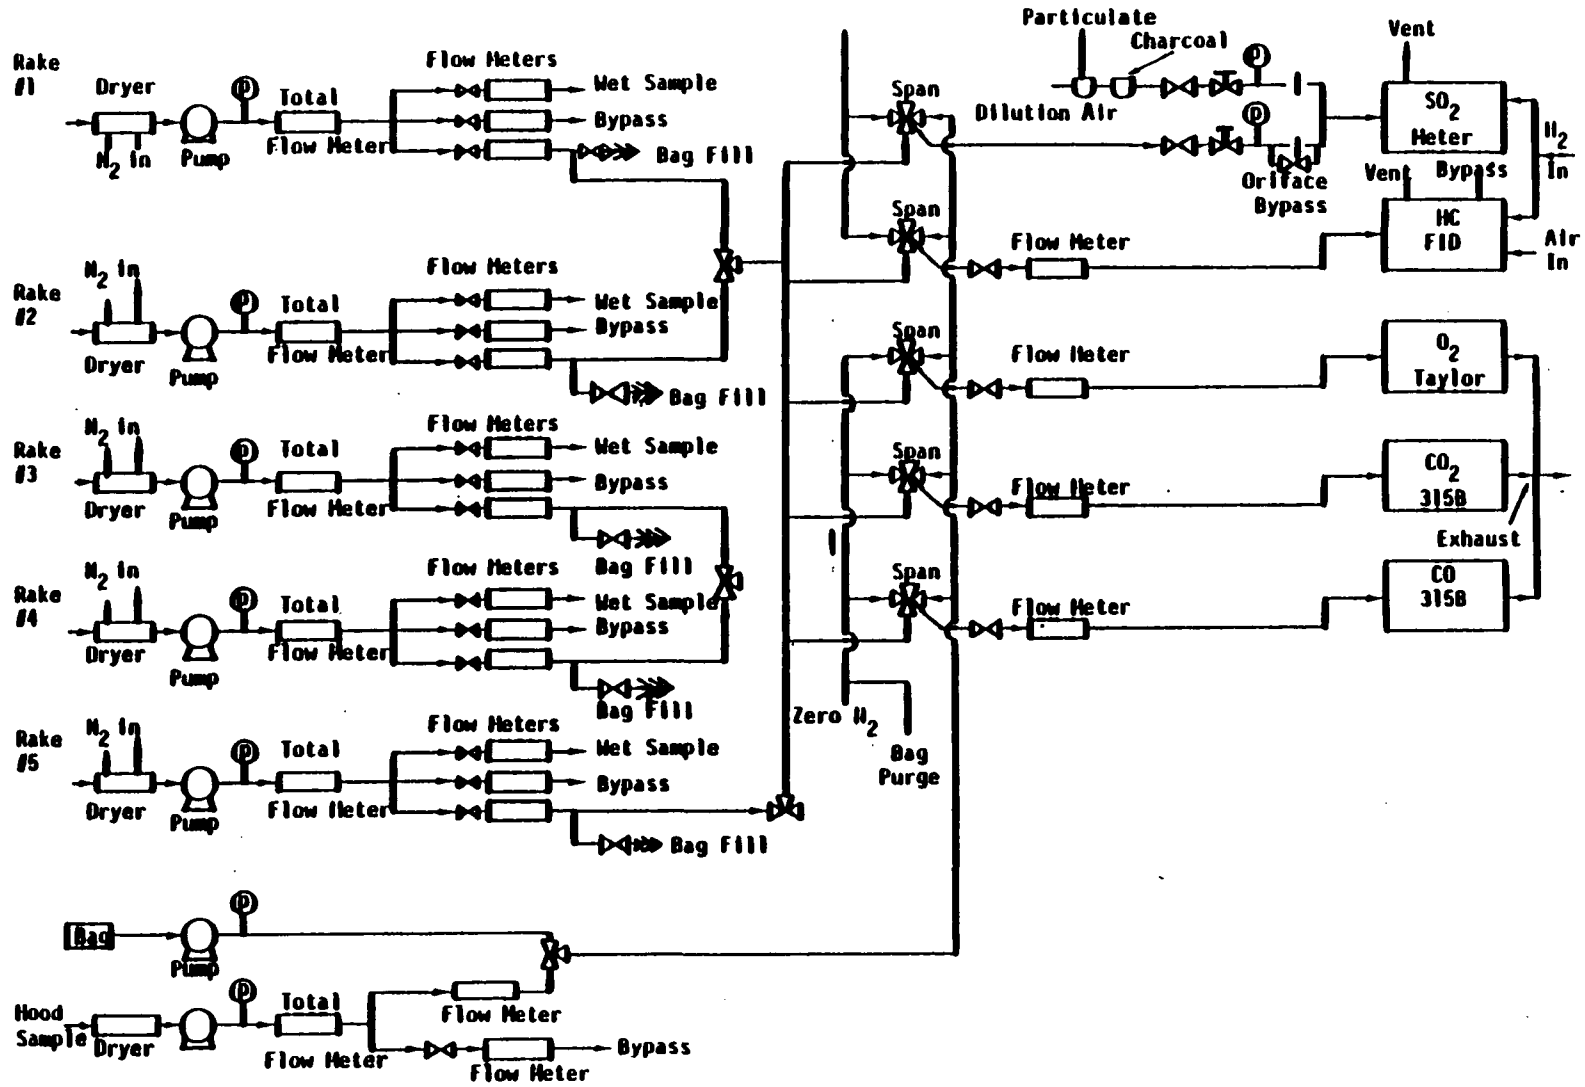 Particulate
Charcoal
Vent
Rake
#1
Dryer
P
Total
Flow Meters
Wet Sample
Bypass
Bag Fill
N2 in
Pump
Flow Meter
Span
Dilution Air
P
P
Oriface
Bypass
SO2
Meter
H2
In
Vent
Bypass
HC
FID
Air
In
Span
Flow Meter
Rake
#2
N2 in
P
Total
Flow Meters
Wet Sample
Bypass
Dryer
Pump
Flow Meter
Bag Fill
Span
Flow Meter
O2
Taylor
Rake
#3
N2 in
P
Total
Flow Meters
Wet Sample
Bypass
Dryer
Pump
Flow Meter
Bag Fill
Span
Flow Meter
CO2
315B
Exhaust
Rake
#4
N2 in
P
Total
Flow Meters
Wet Sample
Bypass
Dryer
Pump
Flow Meter
Bag Fill
Span
Flow Meter
CO
315B
Rake
#5
N2 in
P
Total
Flow Meters
Wet Sample
Bypass
Dryer
Pump
Flow Meter
Bag Fill
Zero N2
Bag
Purge
Bag
P
Pump
Hood
Sample
Dryer
P
Total
Flow Meter
Flow Meter
Bypass
Flow Meter